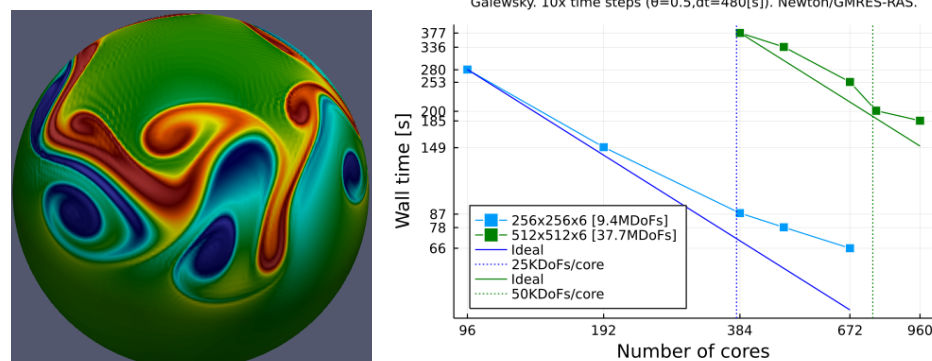 Galewsky. 10x time steps (θ=0.5,dt=480[s]). Newton/GMRES-RAS.
377
336
280
253
200
185
149
87
78
66
Wall time [s]
256x256x6 [9.4MDoFs]
512x512x6 [37.7MDoFs]
Ideal
25KDoFs/core
Ideal
50KDoFs/core
96 192 384 672 960
Number of cores